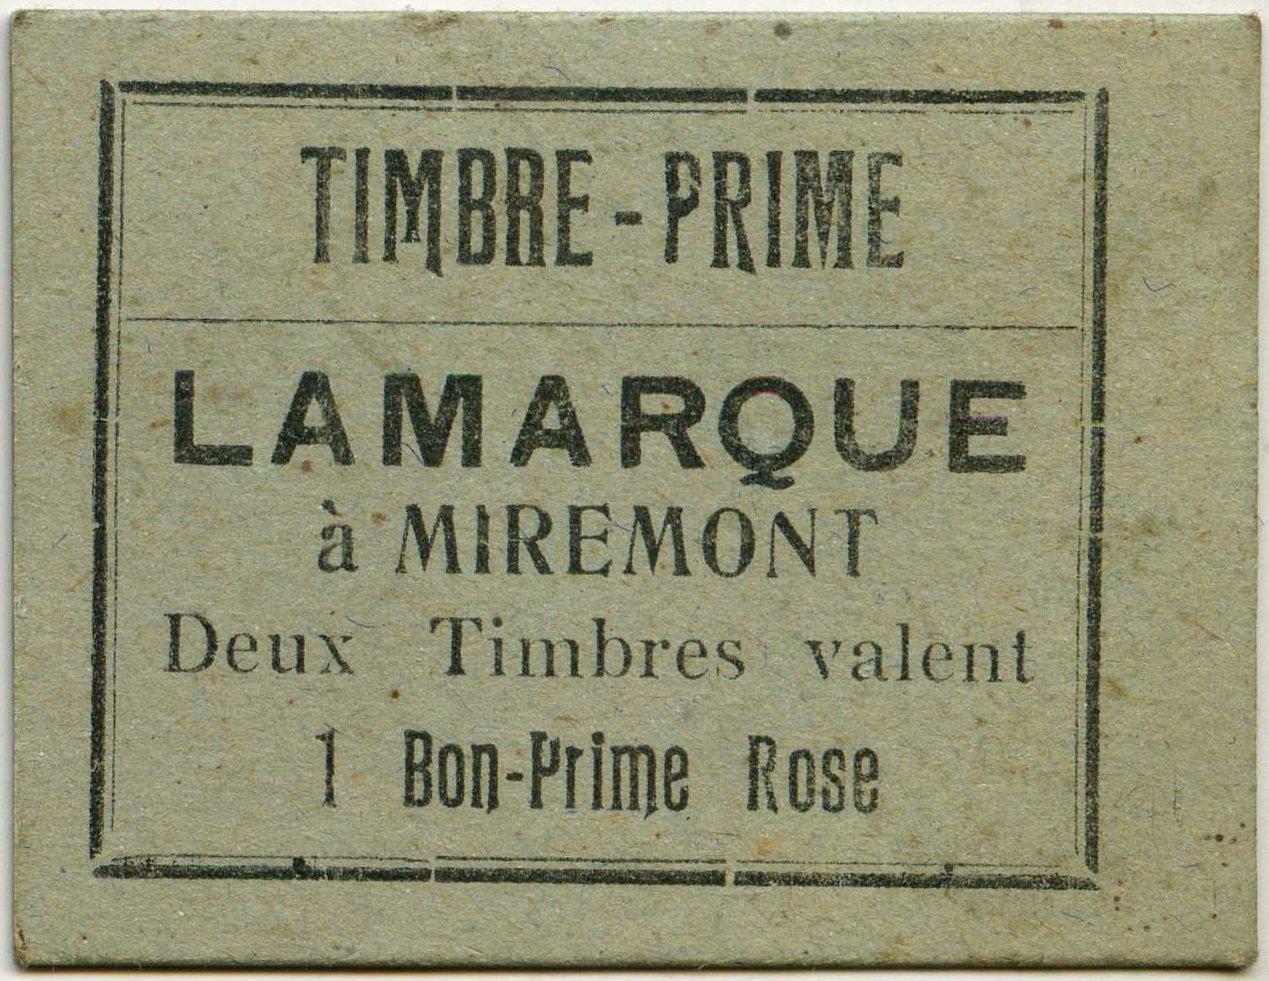 TIMBRE-PRIME
LAMARQUE
à MIREMONT
Deux Timbres valent
1 Bon-Prime Rose